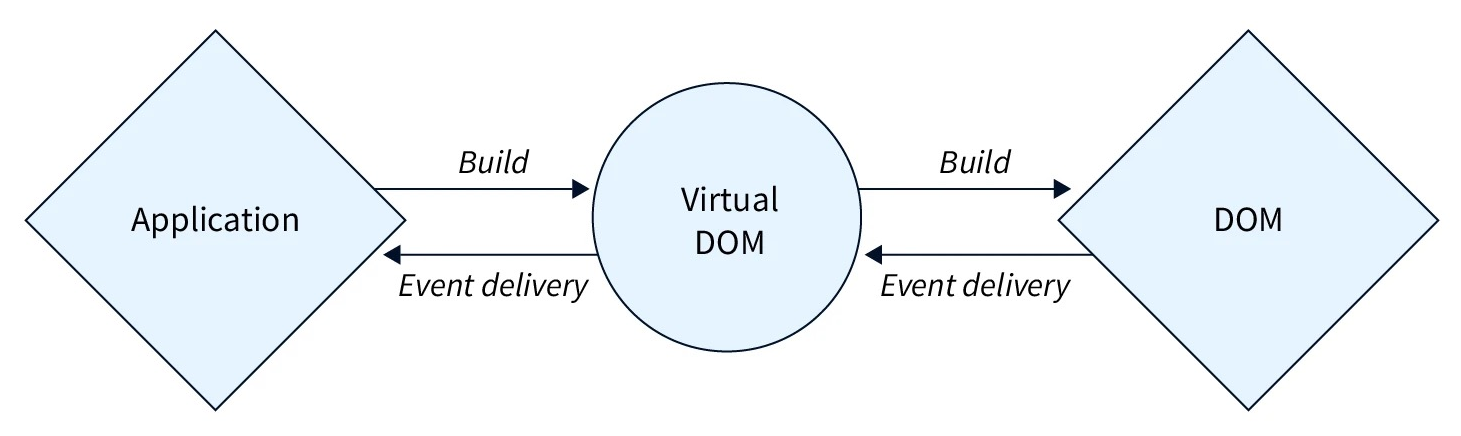 Application
Build
Event delivery
Virtual
DOM
Build
Event delivery
DOM